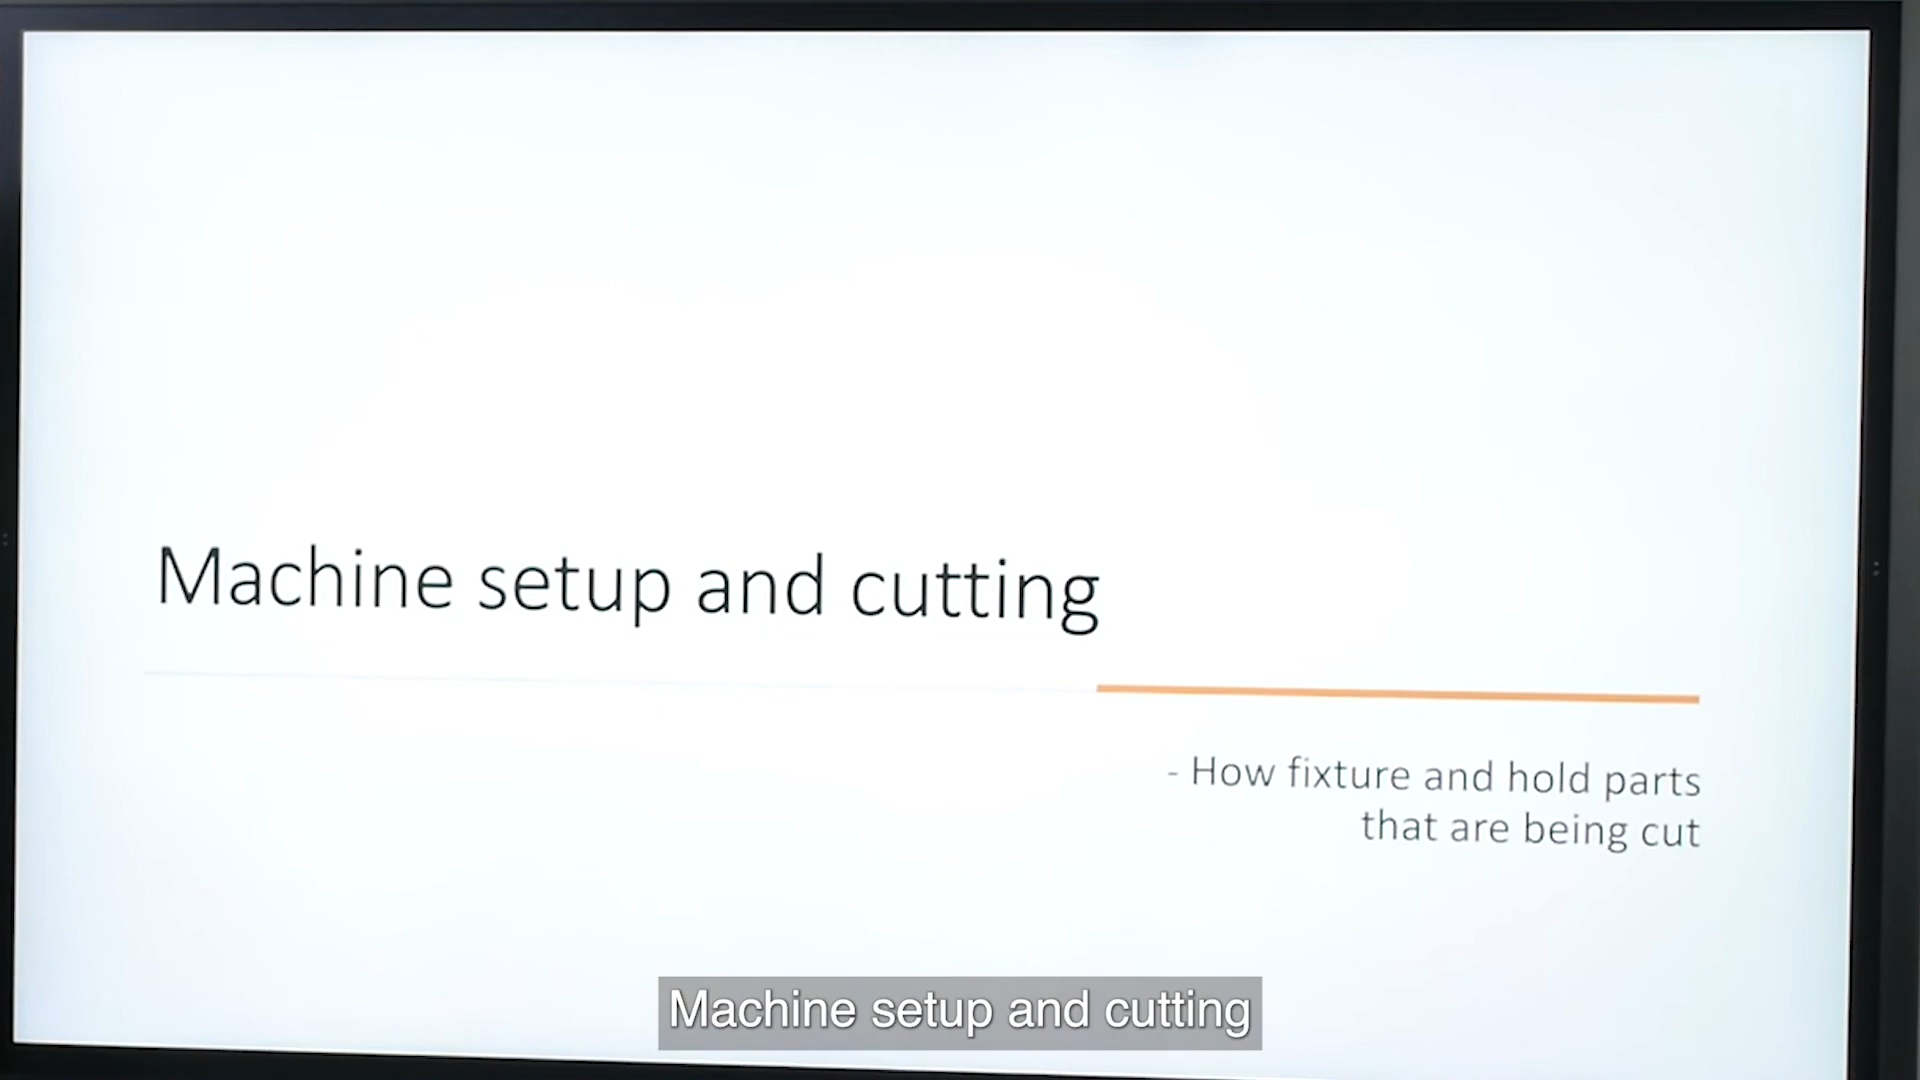 Machine setup and cutting
- How fixture and hold parts
that are being cut
Machine setup and cutting